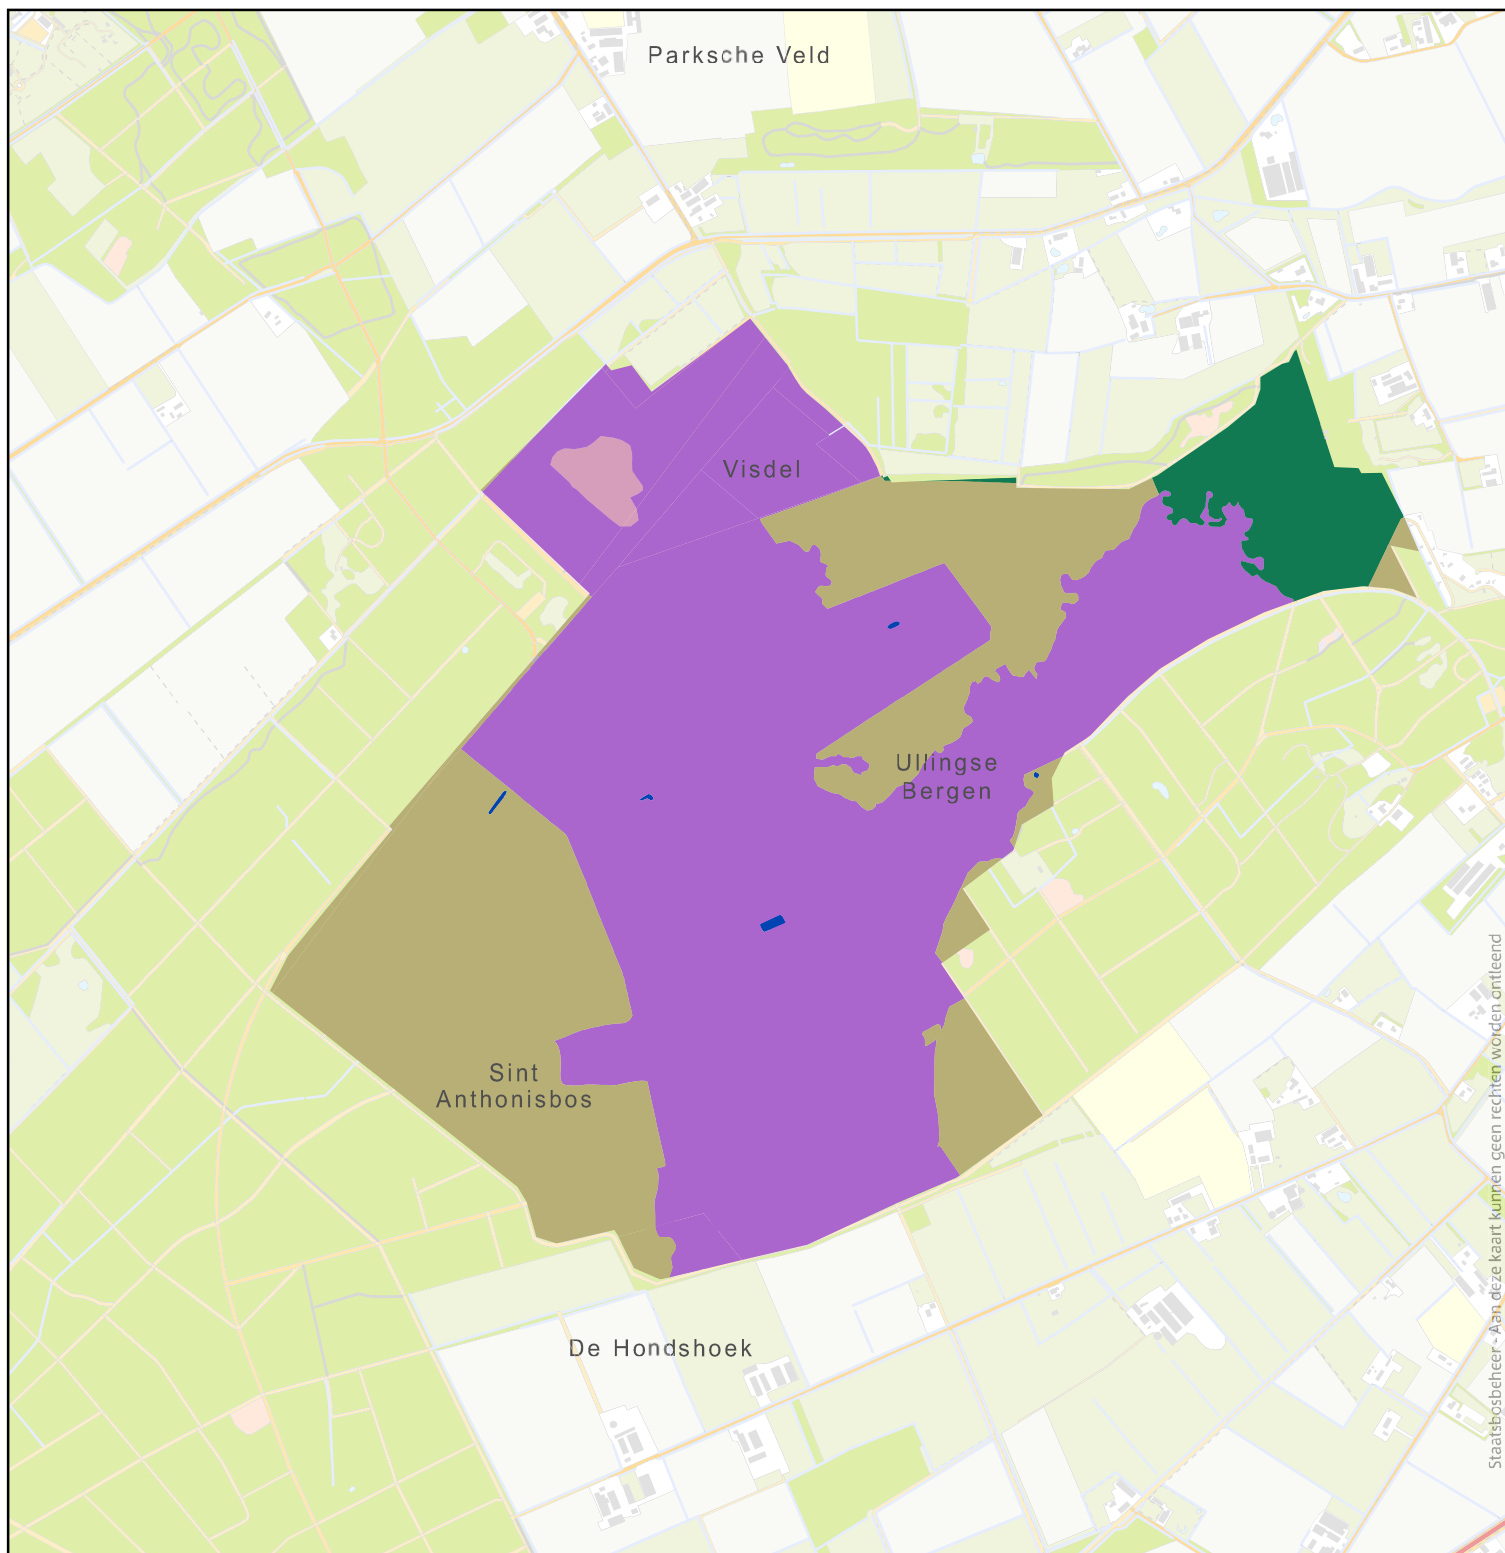 Parksche Veld
Visdel
Ullingse
Bergen
Sint
Anthonisbos
De Hondshoek
Staatsbosbeheer - Aan deze kaart kunnen geen rechten worden ontleend